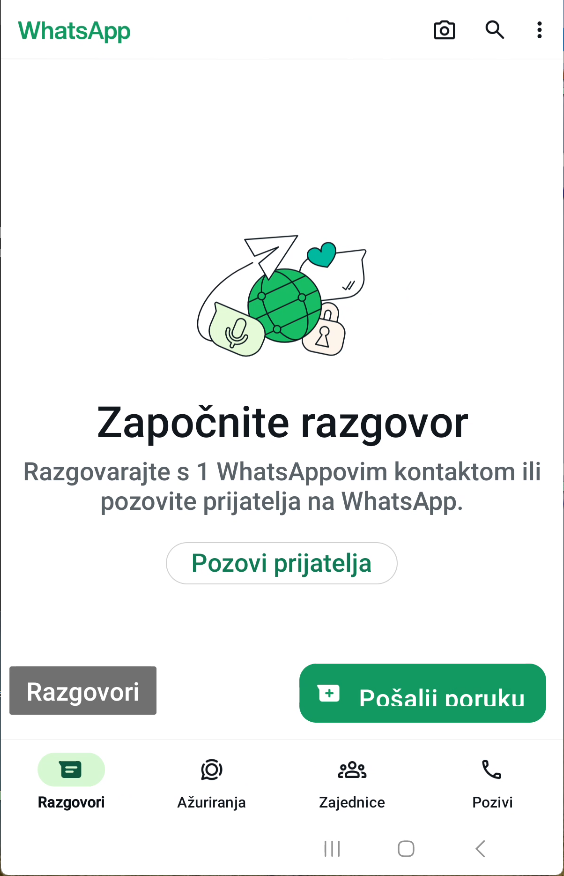 WhatsApp
Započnite razgovor
Razgovarajte s 1 WhatsAppovim kontaktom ili
pozovite prijatelja na WhatsApp.
Pozovi prijatelja
Razgovori
Pošalji poruku
Razgovori
Ažuriranja
Zajednice
Pozivi